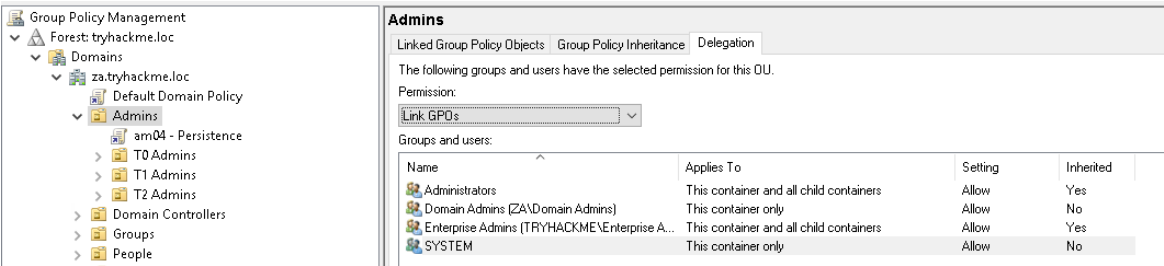 Group Policy Management
Forest: tryhackme.loc
Domains
za.tryhackme.loc
Default Domain Policy
Admins
am04 - Persistence
T0 Admins
T1 Admins
T2 Admins
Domain Controllers
Groups
People
Admins
Linked Group Policy Objects Group Policy Inheritance Delegation
The following groups and users have the selected permission for this OU.
Permission:
Link GPOs
Groups and users:
Name Applies To Setting Inherited
Administrators This container and all child containers Allow Yes
Domain Admins (ZA\Domain Admins) This container only Allow No
Enterprise Admins (TRYHACKME\Enterprise A... This container and all child containers Allow Yes
SYSTEM This container only Allow No